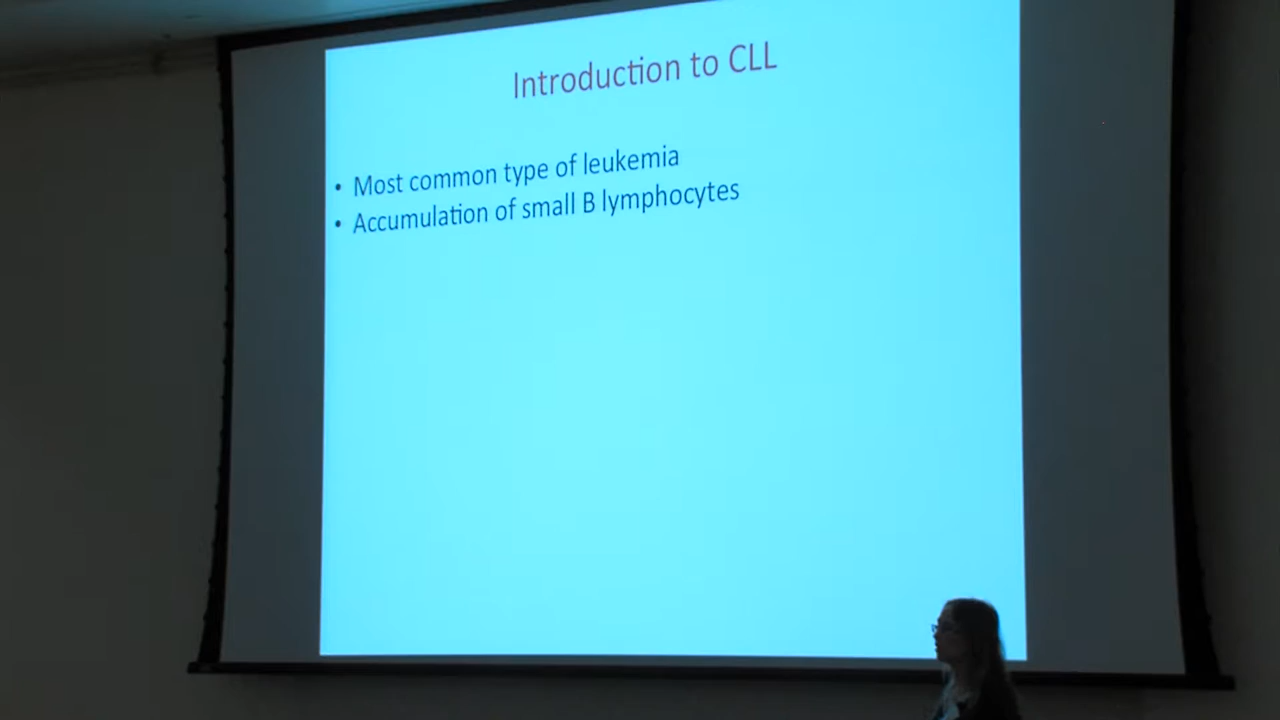 Introduction to CLL
• Most common type of leukemia
• Accumulation of small B lymphocytes